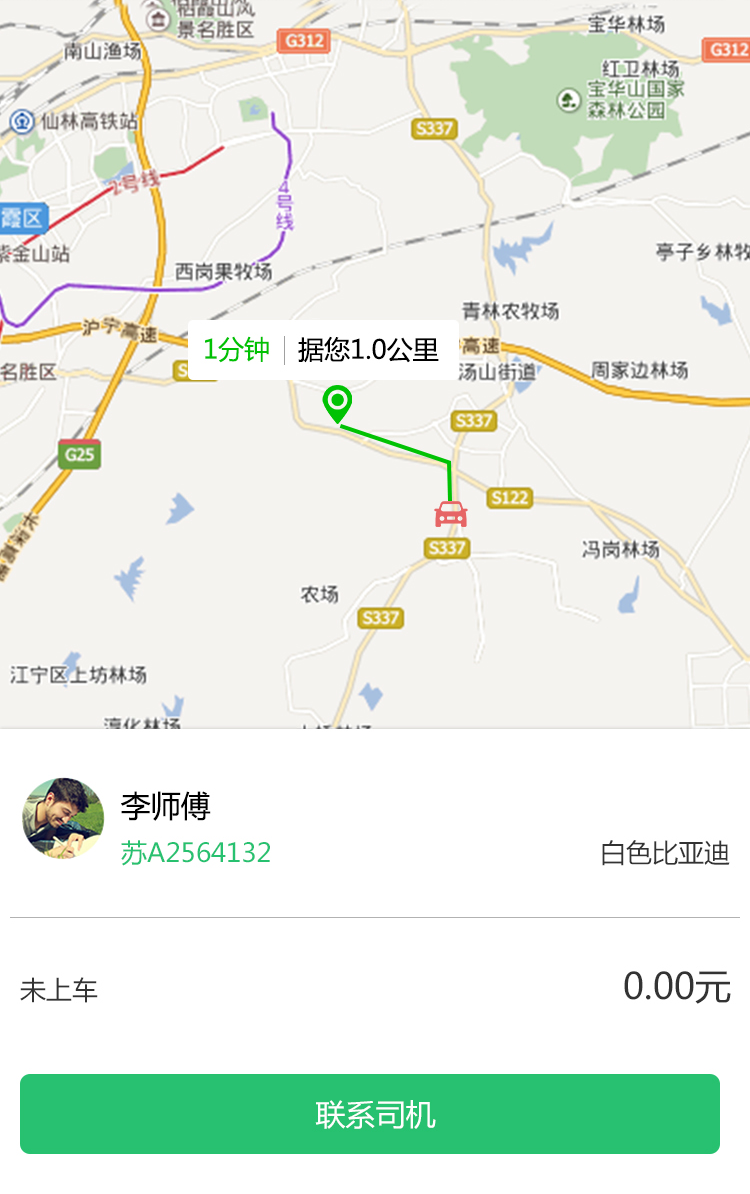 景名胜区
G312
宝华林场
南山渔场
G312
红卫林场
宝华山国家
森林公园
仙林高铁站
S337
2号线
4号线
霞区
紫金山站
西岗果牧场
亭子乡林牧
青林农牧场
沪宁高速
1分钟
据您1.0公里
高速
名胜区
汤山街道
周家边林场
S337
G25
S122
长深高速
S337
冯岗林场
农场
S337
江宁区上坊林场
淳化林场
李师傅
苏A2564132
白色比亚迪
未上车
0.00元
联系司机